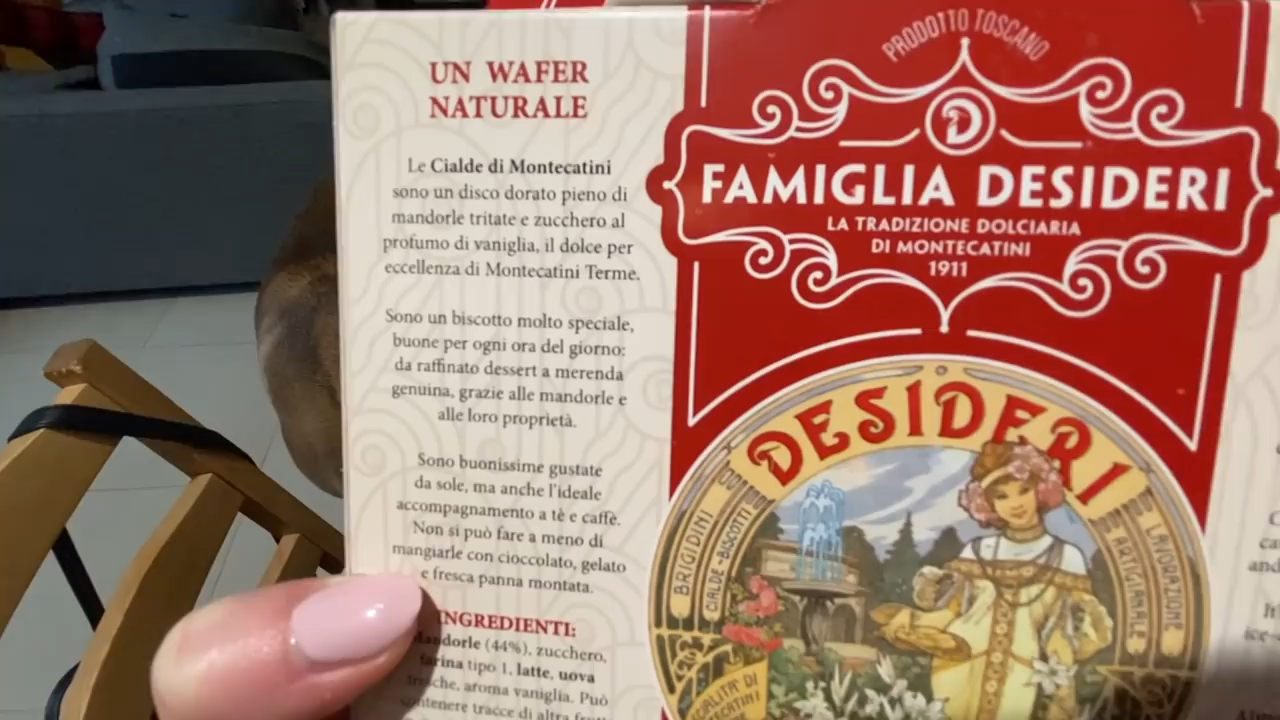 UN WAFER
NATURALE
Le Cialde di Montecatini
sono un disco dorato pieno di
mandorle tritate e zucchero al
profumo di vaniglia, il dolce per
eccellenza di Montecatini Terme.
Sono un biscotto molto speciale,
buone per ogni ora del giorno:
da raffinato dessert a merenda
genuina, grazie alle mandorle e
alle loro proprietà.
Sono buonissime gustate
da sole, ma anche l'ideale
accompagnamento a tè e caffè.
Non si può fare a meno di
mangiarle con cioccolato, gelato
e fresca panna montata.
INGREDIENTI:
Mandorle (44%), zucchero,
farina tipo 1, latte, uova
fresche, aroma vaniglia. Può
contenere tracce di altra
PRODOTTO TOSCANO
D
FAMIGLIA DESIDERI
LA TRADIZIONE DOLCIARIA
DI MONTECATINI
1911
DESIDERI
BRIGIDINI
CIALDE-BISCOTTI
LAVORAZIONE
ARTIGIANALE
DI
and